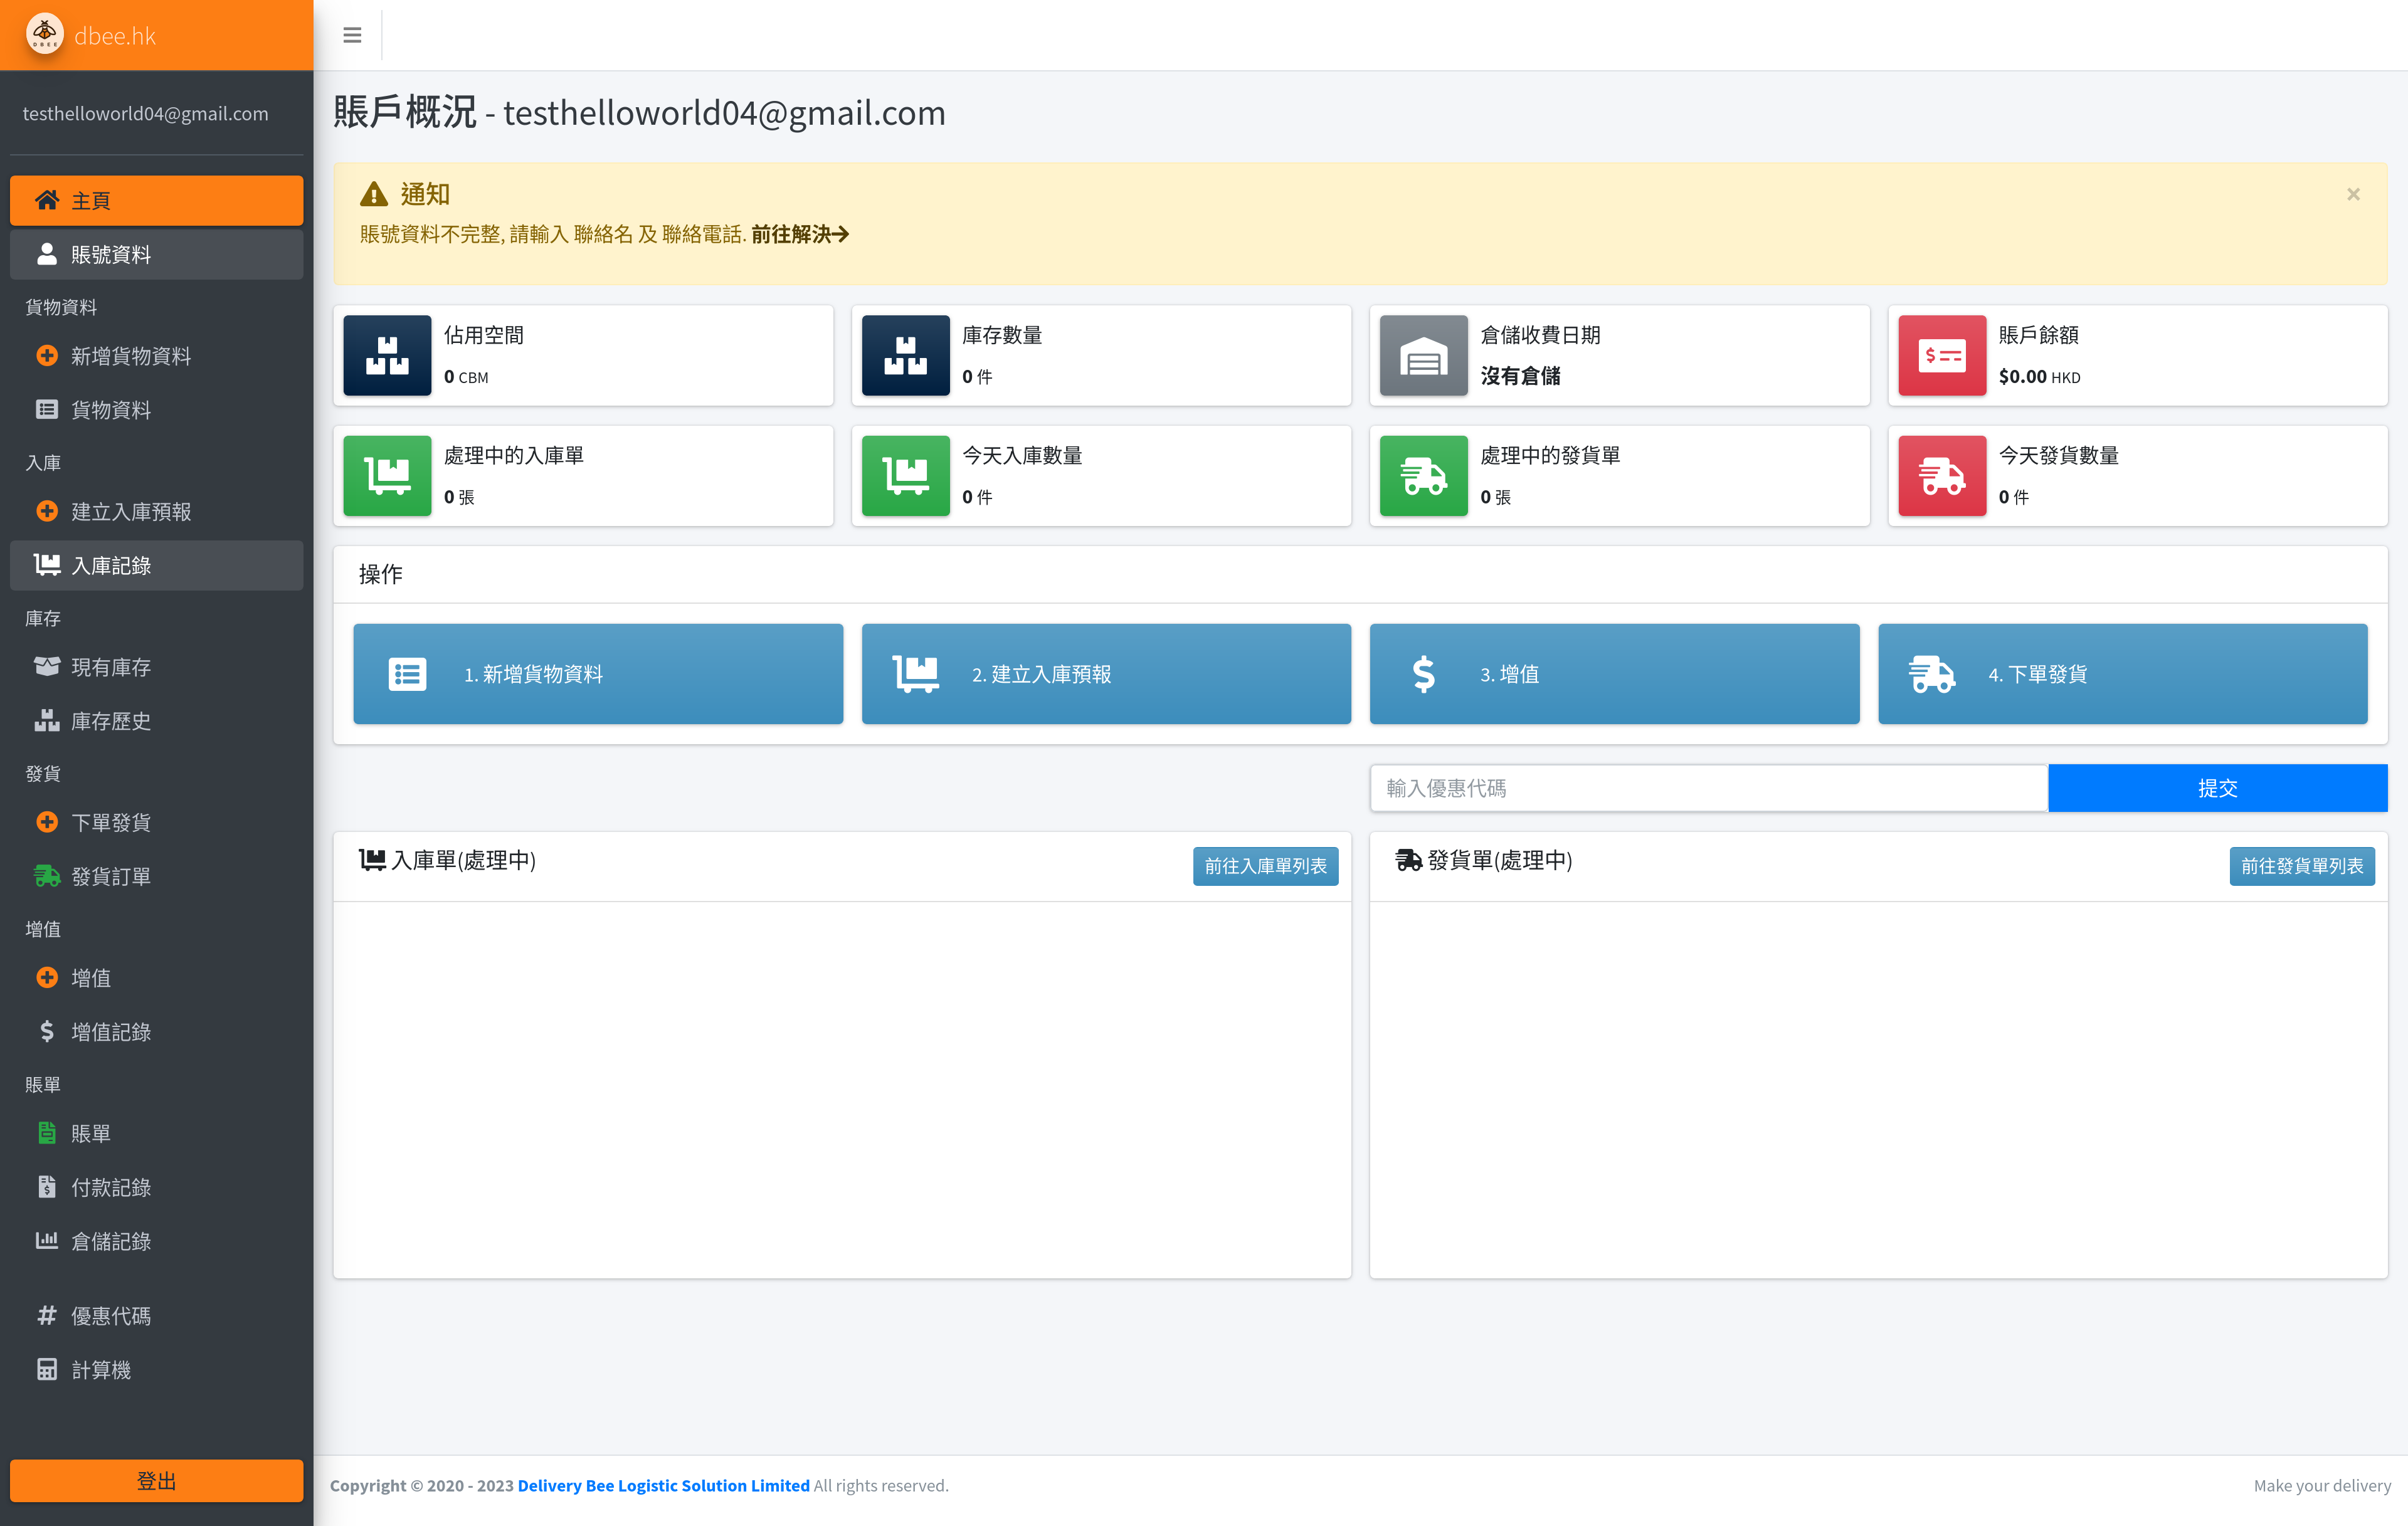 DBEE
dbee.hk
testhelloworld04@gmail.com
主頁
賬號資料
貨物資料
新增貨物資料
貨物資料
入庫
建立入庫預報
入庫記錄
庫存
現有庫存
庫存歷史
發貨
下單發貨
發貨訂單
增值
增值
增值記錄
賬單
賬單
付款記錄
倉儲記錄
優惠代碼
計算機
登出
賬戶概況 - testhelloworld04@gmail.com
通知
×
賬號資料不完整, 請輸入 聯絡名 及 聯絡電話. 前往解決→
佔用空間
0 CBM
庫存數量
0 件
倉儲收費日期
沒有倉儲
賬戶餘額
$0.00 HKD
處理中的入庫單
0 張
今天入庫數量
0 件
處理中的發貨單
0 張
今天發貨數量
0 件
操作
1. 新增貨物資料
2. 建立入庫預報
3. 增值
4. 下單發貨
輸入優惠代碼
提交
入庫單(處理中)
前往入庫單列表
發貨單(處理中)
前往發貨單列表
Copyright © 2020 - 2023 Delivery Bee Logistic Solution Limited All rights reserved.
Make your delivery